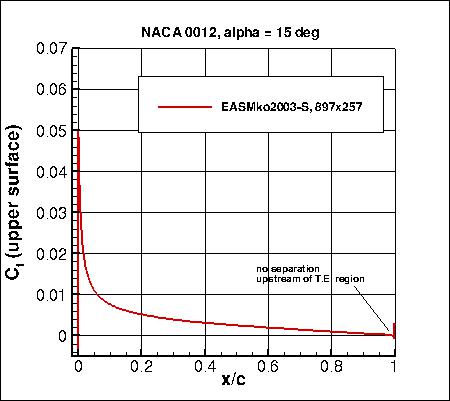 NACA 0012, alpha = 15 deg
0.07
0.06
0.05
0.04
0.03
0.02
0.01
0
Cf (upper surface)
EASMko2003-S, 897x257
no separation
upstream of T.E. region
0 0.2 0.4 0.6 0.8 1
x/c